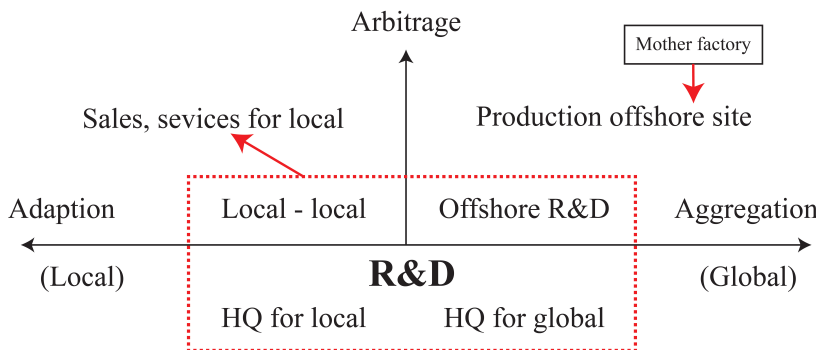 Arbitrage
Mother factory
Sales, sevices for local
Production offshore site
Adaption
Local - local
Offshore R&D
Aggregation
(Local)
R&D
(Global)
HQ for local
HQ for global